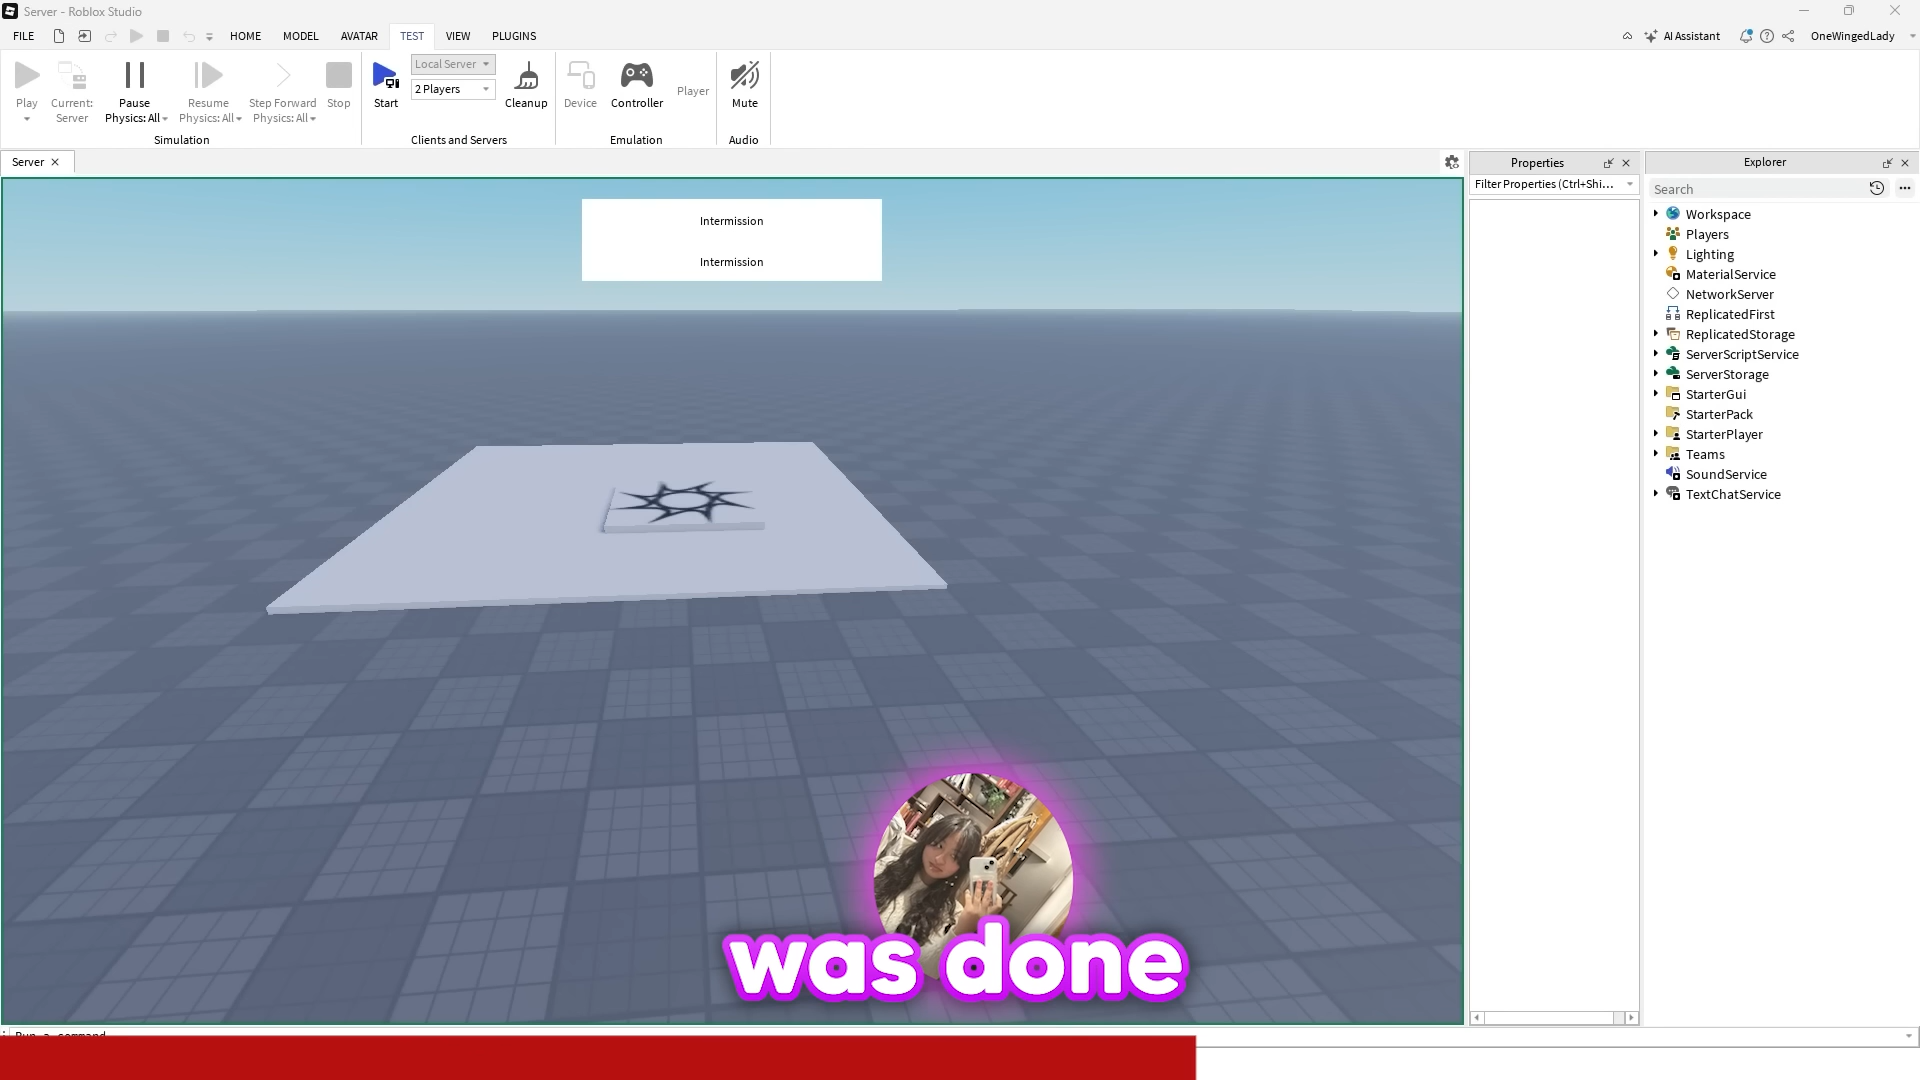 Server - Roblox Studio
FILE HOME MODEL AVATAR TEST VIEW PLUGINS AI Assistant OneWingedLady
Local Server
2 Players
Play Current: Server Pause Physics: All Resume Physics: All Step Forward Physics: All Stop Start Cleanup Device Controller Player Mute
Simulation Clients and Servers Emulation Audio
Server
Properties
Filter Properties (Ctrl+Shi...
Explorer
Search
Workspace
Players
Lighting
MaterialService
NetworkServer
ReplicatedFirst
ReplicatedStorage
ServerScriptService
ServerStorage
StarterGui
StarterPack
StarterPlayer
Teams
SoundService
TextChatService
Intermission
Intermission
was done
Run a command